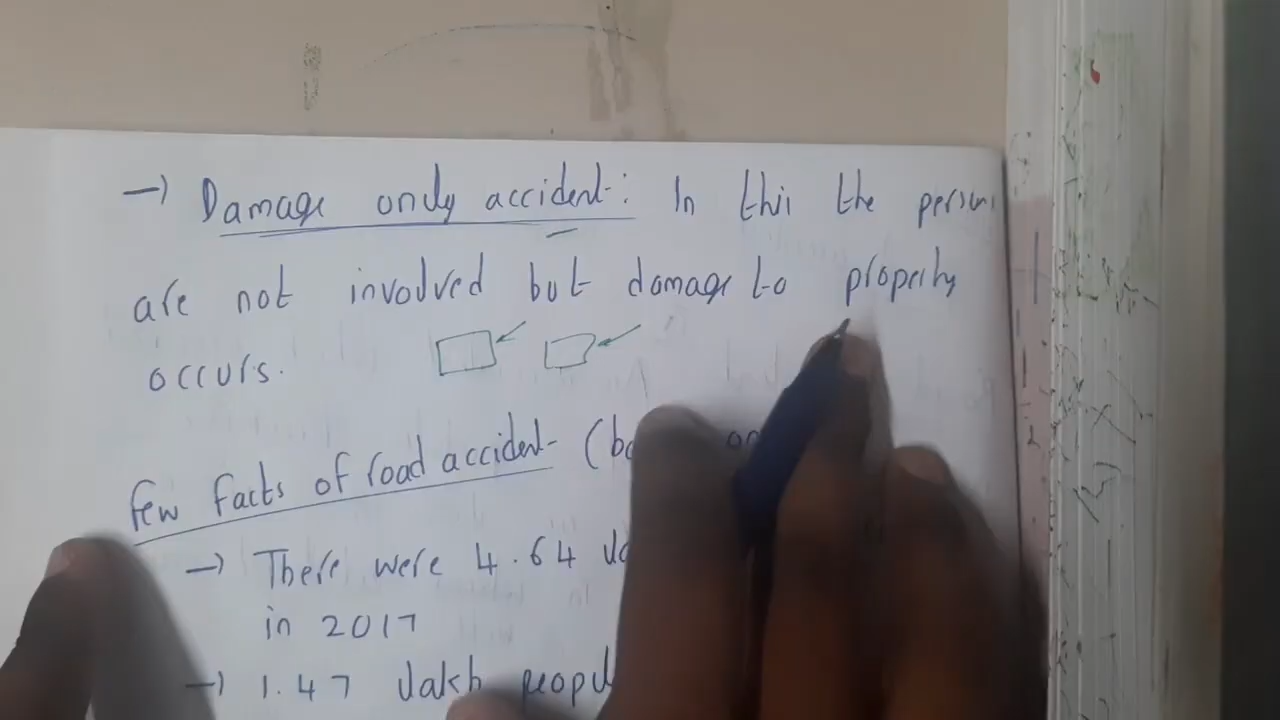 → Damage only accident: In this the person
are not involved but damage to property
occurs.
Few Facts of road accident (
→ There were 4.64
in 2017
→ 1.47 lakh people